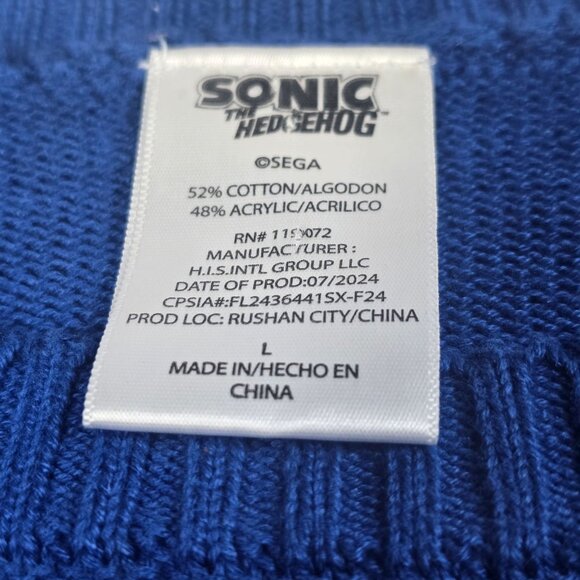 SONIC
THE
HEDGEHOG™
©SEGA
52% COTTON/ALGODON
48% ACRYLIC/ACRILICO
RN#
MANUFACTURER :
H.I.S.INTL GROUP LLC
DATE OF PROD:07/2024
CPSIA#:FL2436441SX-F24
PROD LOC: RUSHAN CITY/CHINA
L
MADE IN/HECHO EN
CHINA